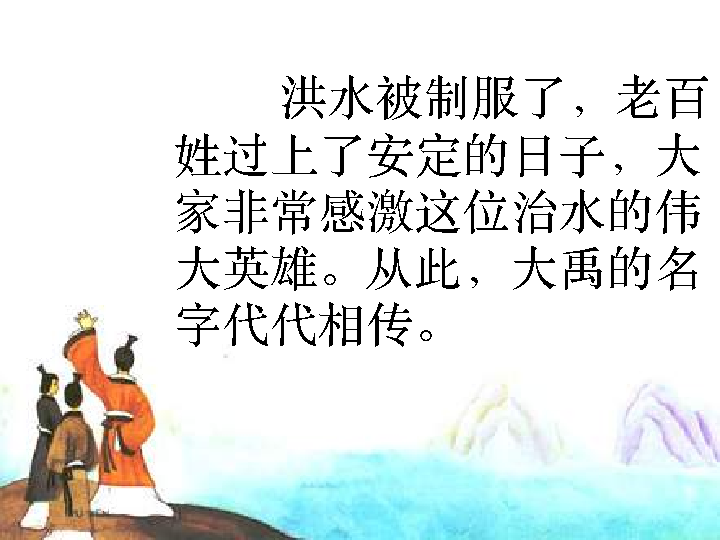 洪水被制服了，老百
姓过上了安定的日子，大
家非常感激这位治水的伟
大英雄。从此，大禹的名
字代代相传。